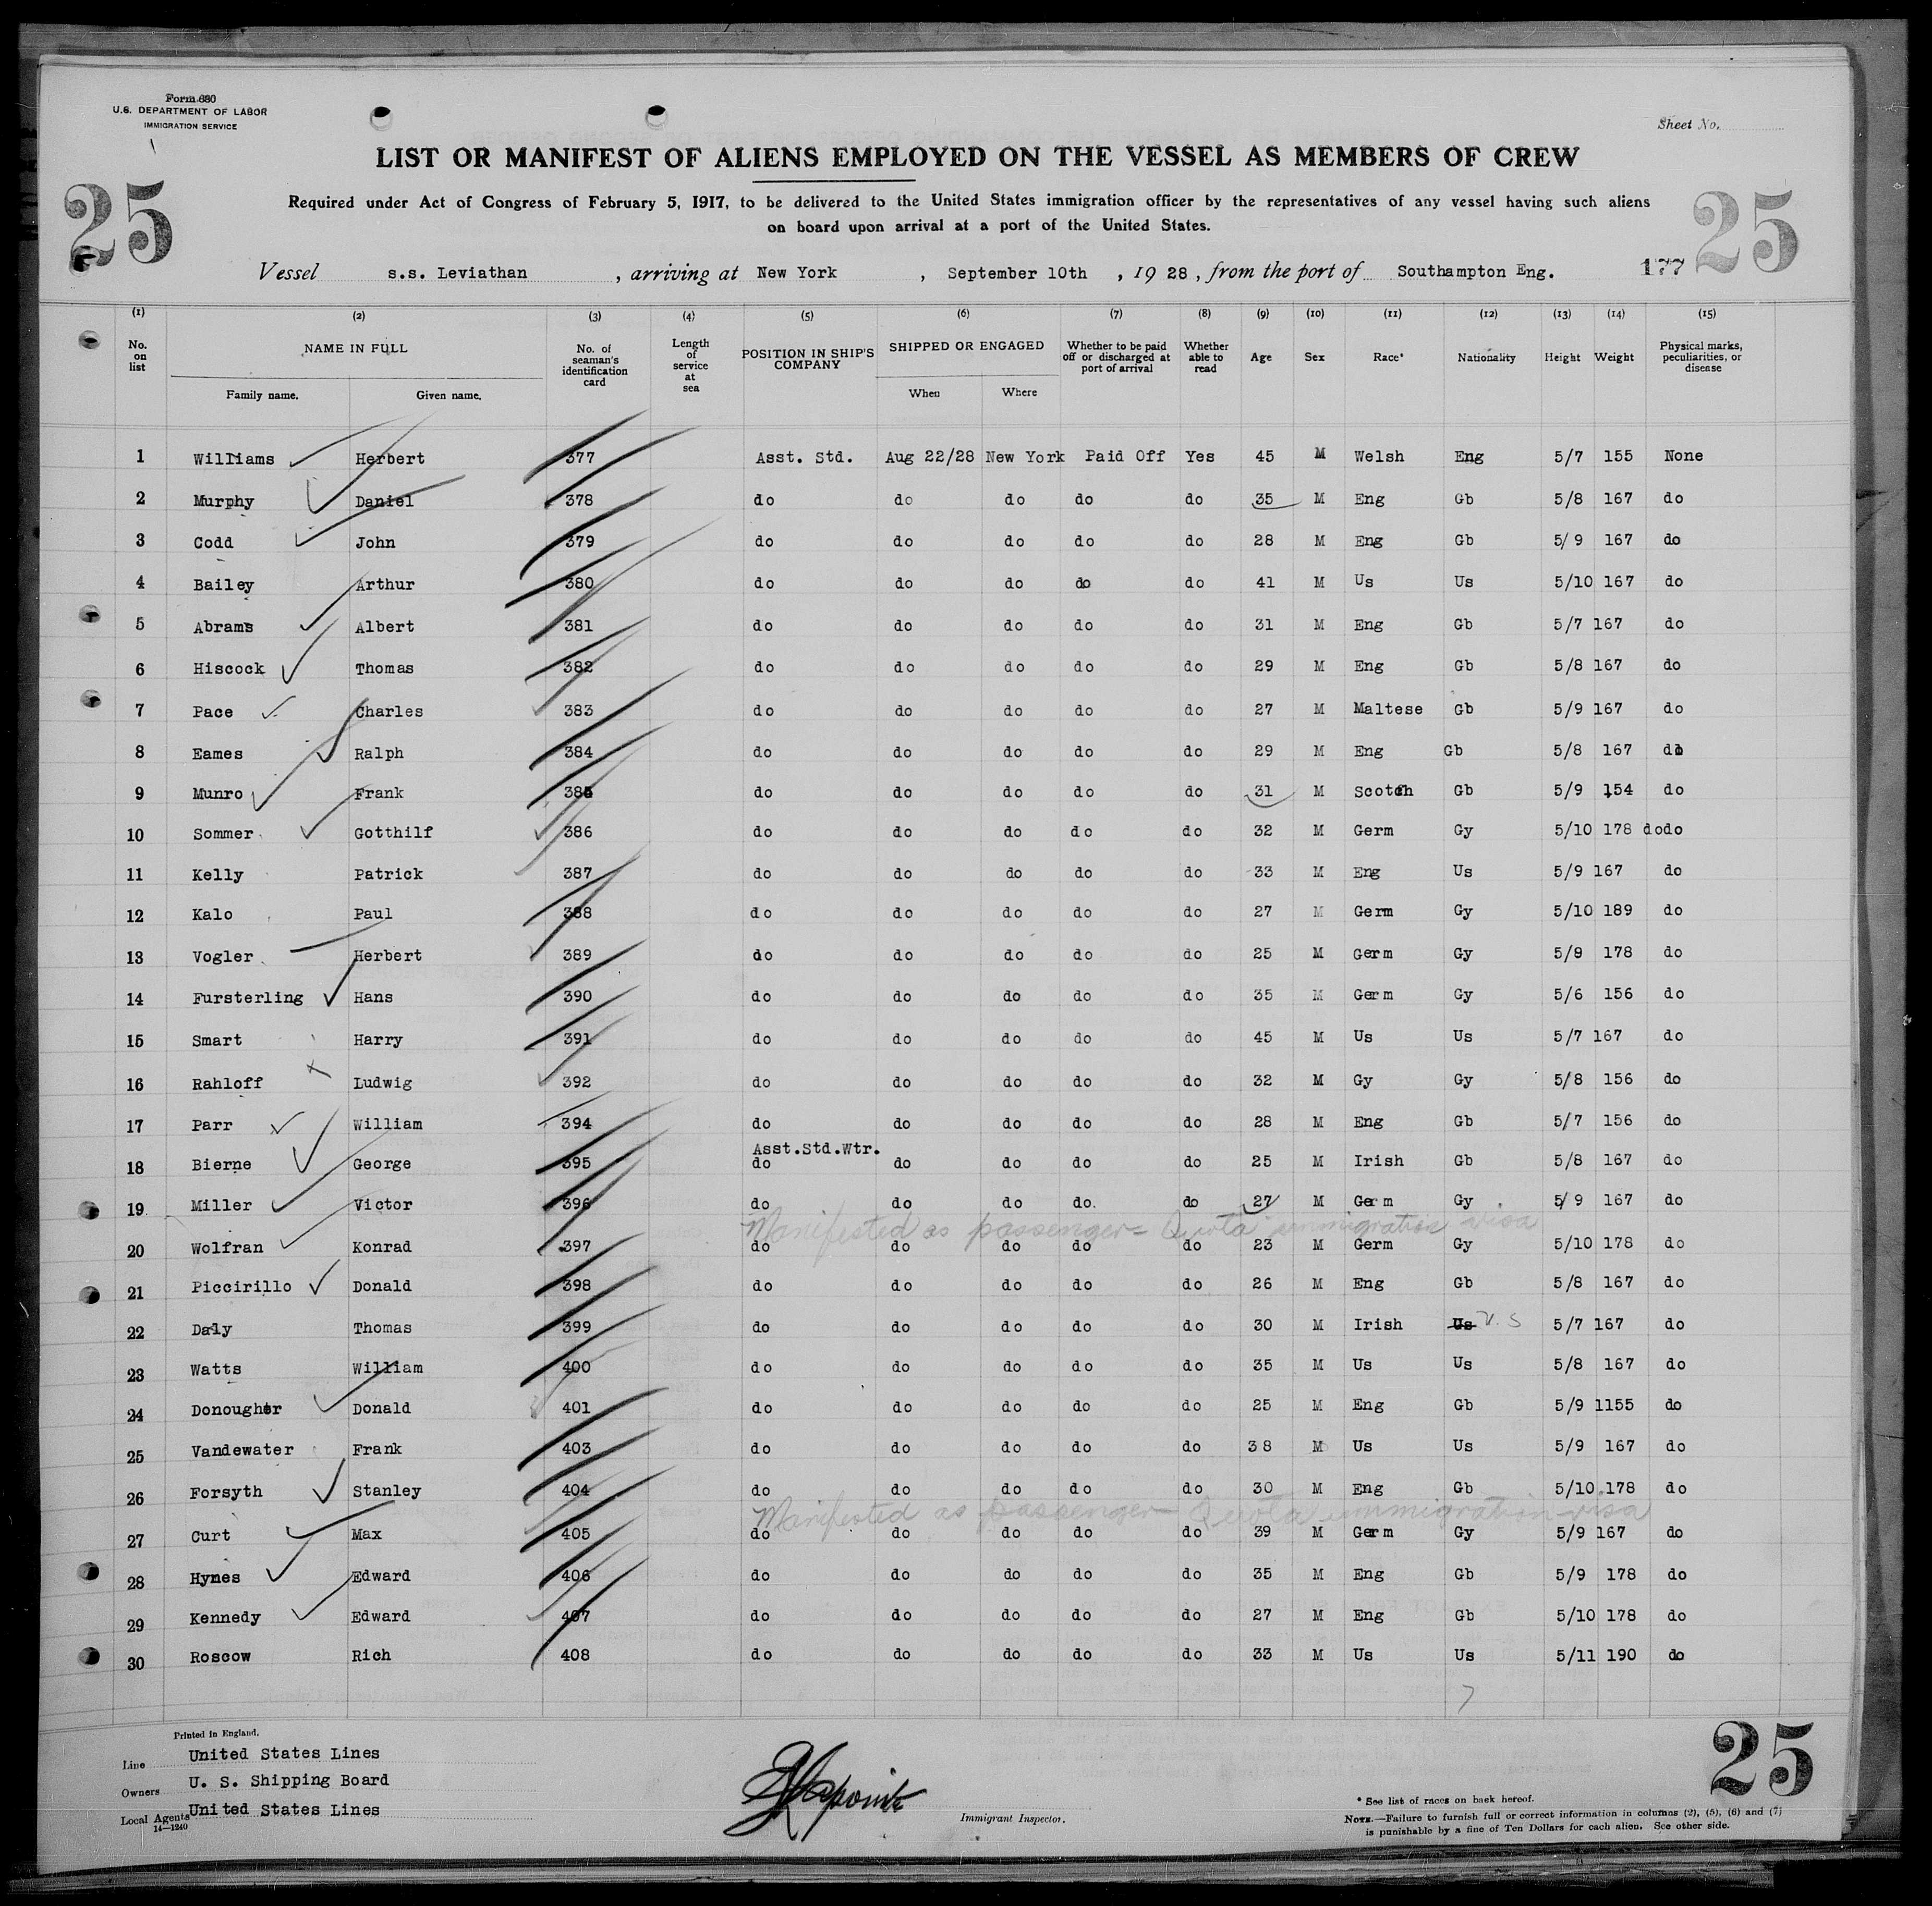 Form 680
U.S. DEPARTMENT OF LABOR
IMMIGRATION SERVICE
Sheet No.
LIST OR MANIFEST OF ALIENS EMPLOYED ON THE VESSEL AS MEMBERS OF CREW
25 25
Required under Act of Congress of February 5, 1917, to be delivered to the United States immigration officer by the representatives of any vessel having such aliens
on board upon arrival at a port of the United States.
Vessel s.s. Leviathan , arriving at New York , September 10th , 19 28 , from the port of Southampton Eng. 177
(1) (2) (3) (4) (5) (6) (7) (8) (9) (10) (11) (12) (13) (14) (15)
No. on list NAME IN FULL Family name. Given name. No. of seaman's identification card Length of service at sea POSITION IN SHIP'S COMPANY SHIPPED OR ENGAGED When Where Whether to be paid off or discharged at port of arrival Whether able to read Age Sex Race* Nationality Height Weight Physical marks, peculiarities, or disease
1 Williams Herbert 377 Asst. Std. Aug 22/28 New York Paid Off Yes 45 M Welsh Eng 5/7 155 None
2 Murphy Daniel 378 do do do do do 35 M Eng Gb 5/8 167 do
3 Codd John 379 do do do do do 28 M Eng Gb 5/9 167 do
4 Bailey Arthur 380 do do do do do 41 M Us Us 5/10 167 do
5 Abrams Albert 381 do do do do do 31 M Eng Gb 5/7 167 do
6 Hiscock Thomas 382 do do do do do 29 M Eng Gb 5/8 167 do
7 Pace Charles 383 do do do do do 27 M Maltese Gb 5/9 167 do
8 Eames Ralph 384 do do do do do 29 M Eng Gb 5/8 167 do
9 Munro Frank 385 do do do do do 31 M Scotch Gb 5/9 154 do
10 Sommer Gotthilf 386 do do do do do 32 M Germ Gy 5/10 178 dodo
11 Kelly Patrick 387 do do do do do 33 M Eng Us 5/9 167 do
12 Kalo Paul 388 do do do do do 27 M Germ Gy 5/10 189 do
13 Vogler Herbert 389 do do do do do 25 M Germ Gy 5/9 178 do
14 Fursterling Hans 390 do do do do do 35 M Germ Gy 5/6 156 do
15 Smart Harry 391 do do do do do 45 M Us Us 5/7 167 do
16 Rahloff Ludwig 392 do do do do do 32 M Gy Gy 5/8 156 do
17 Parr William 394 do do do do do 28 M Eng Gb 5/7 156 do
Asst.Std.Wtr.
18 Bierne George 395 do do do do do 25 M Irish Gb 5/8 167 do
19 Miller Victor 396 do do do do. do 27 M Germ Gy 5/9 167 do
Manifested as passenger - Quota immigration visa
20 Wolfran Konrad 397 do do do do do 23 M Germ Gy 5/10 178 do
21 Piccirillo Donald 398 do do do do do 26 M Eng Gb 5/8 167 do
22 Daly Thomas 399 do do do do do 30 M Irish Us U.S 5/7 167 do
23 Watts William 400 do do do do do 35 M Us Us 5/8 167 do
24 Donougher Donald 401 do do do do do 25 M Eng Gb 5/9 1155 do
25 Vandewater Frank 403 do do do do do 38 M Us Us 5/9 167 do
26 Forsyth Stanley 404 do do do do do 30 M Eng Gb 5/10 178 do
Manifested as passenger - Quota immigration visa
27 Curt Max 405 do do do do do 39 M Germ Gy 5/9 167 do
28 Hynes Edward 406 do do do do do 35 M Eng Gb 5/9 178 do
29 Kennedy Edward 407 do do do do do 27 M Eng Gb 5/10 178 do
30 Roscow Rich 408 do do do do do 33 M Us Us 5/11 190 do
7
Printed in England.
Line United States Lines
Owners U. S. Shipping Board
Local Agents United States Lines
14—1240
Immigrant Inspector.
25
* See list of races on back hereof.
NOTE.—Failure to furnish full or correct information in columns (2), (5), (6) and (7)
is punishable by a fine of Ten Dollars for each alien. See other side.